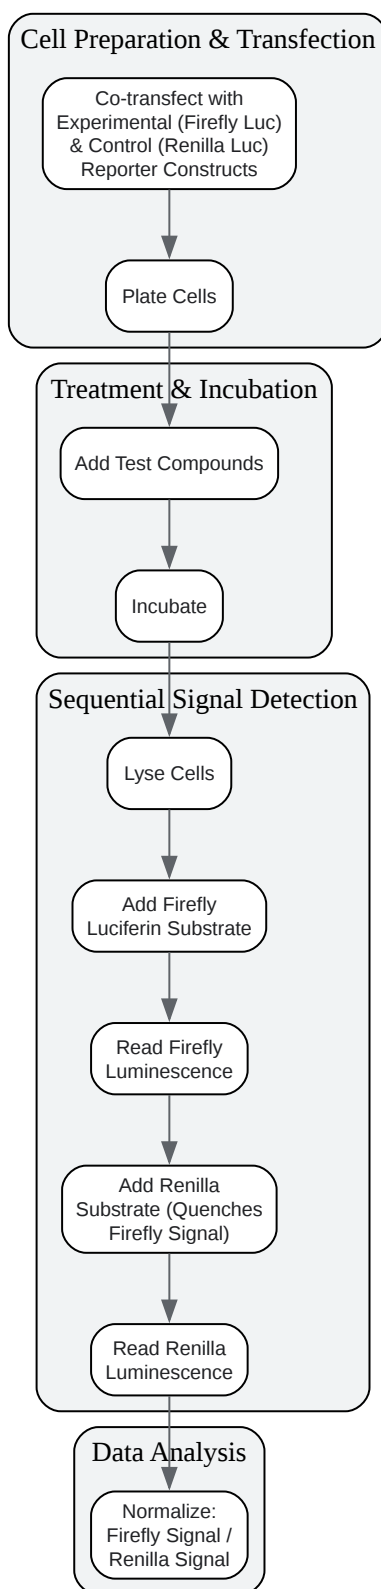 Cell Preparation & Transfection
Co-transfect with
Experimental (Firefly Luc)
& Control (Renilla Luc)
Reporter Constructs
Plate Cells
Treatment & Incubation
Add Test Compounds
Incubate
Sequential Signal Detection
Lyse Cells
Add Firefly
Luciferin Substrate
Read Firefly
Luminescence
Add Renilla
Substrate (Quenches
Firefly Signal)
Read Renilla
Luminescence
Data Analysis
Normalize:
Firefly Signal /
Renilla Signal